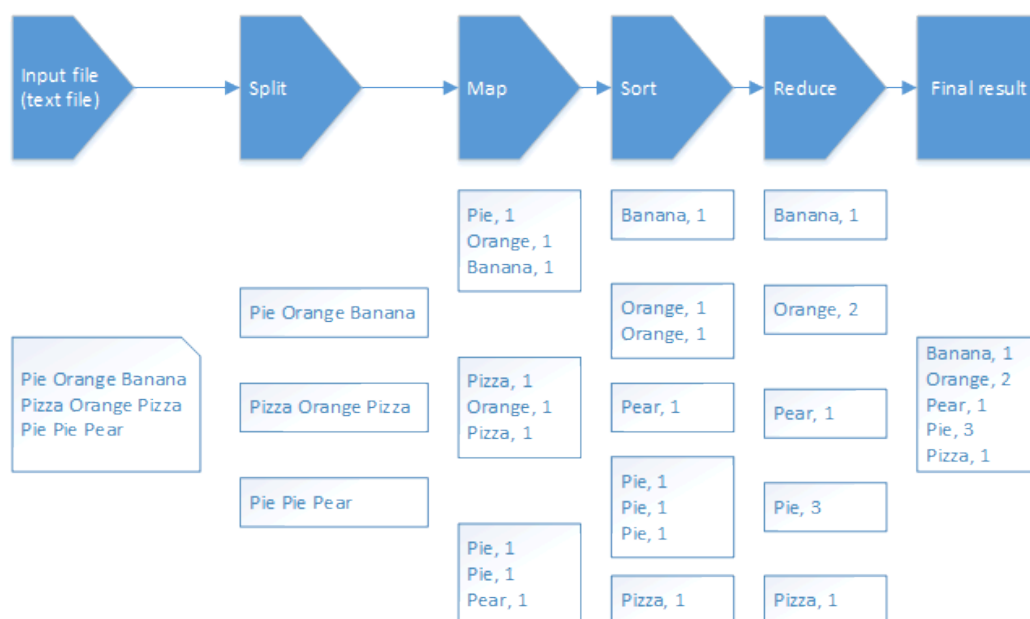 Input file
(text file)
Split
Map
Sort
Reduce
Final result
Pie Orange Banana
Pizza Orange Pizza
Pie Pie Pear
Pie Orange Banana
Pizza Orange Pizza
Pie Pie Pear
Pie, 1
Orange, 1
Banana, 1
Pizza, 1
Orange, 1
Pizza, 1
Pie, 1
Pie, 1
Pear, 1
Banana, 1
Orange, 1
Orange, 1
Pear, 1
Pie, 1
Pie, 1
Pie, 1
Pizza, 1
Banana, 1
Orange, 2
Pear, 1
Pie, 3
Pizza, 1
Banana, 1
Orange, 2
Pear, 1
Pie, 3
Pizza, 1